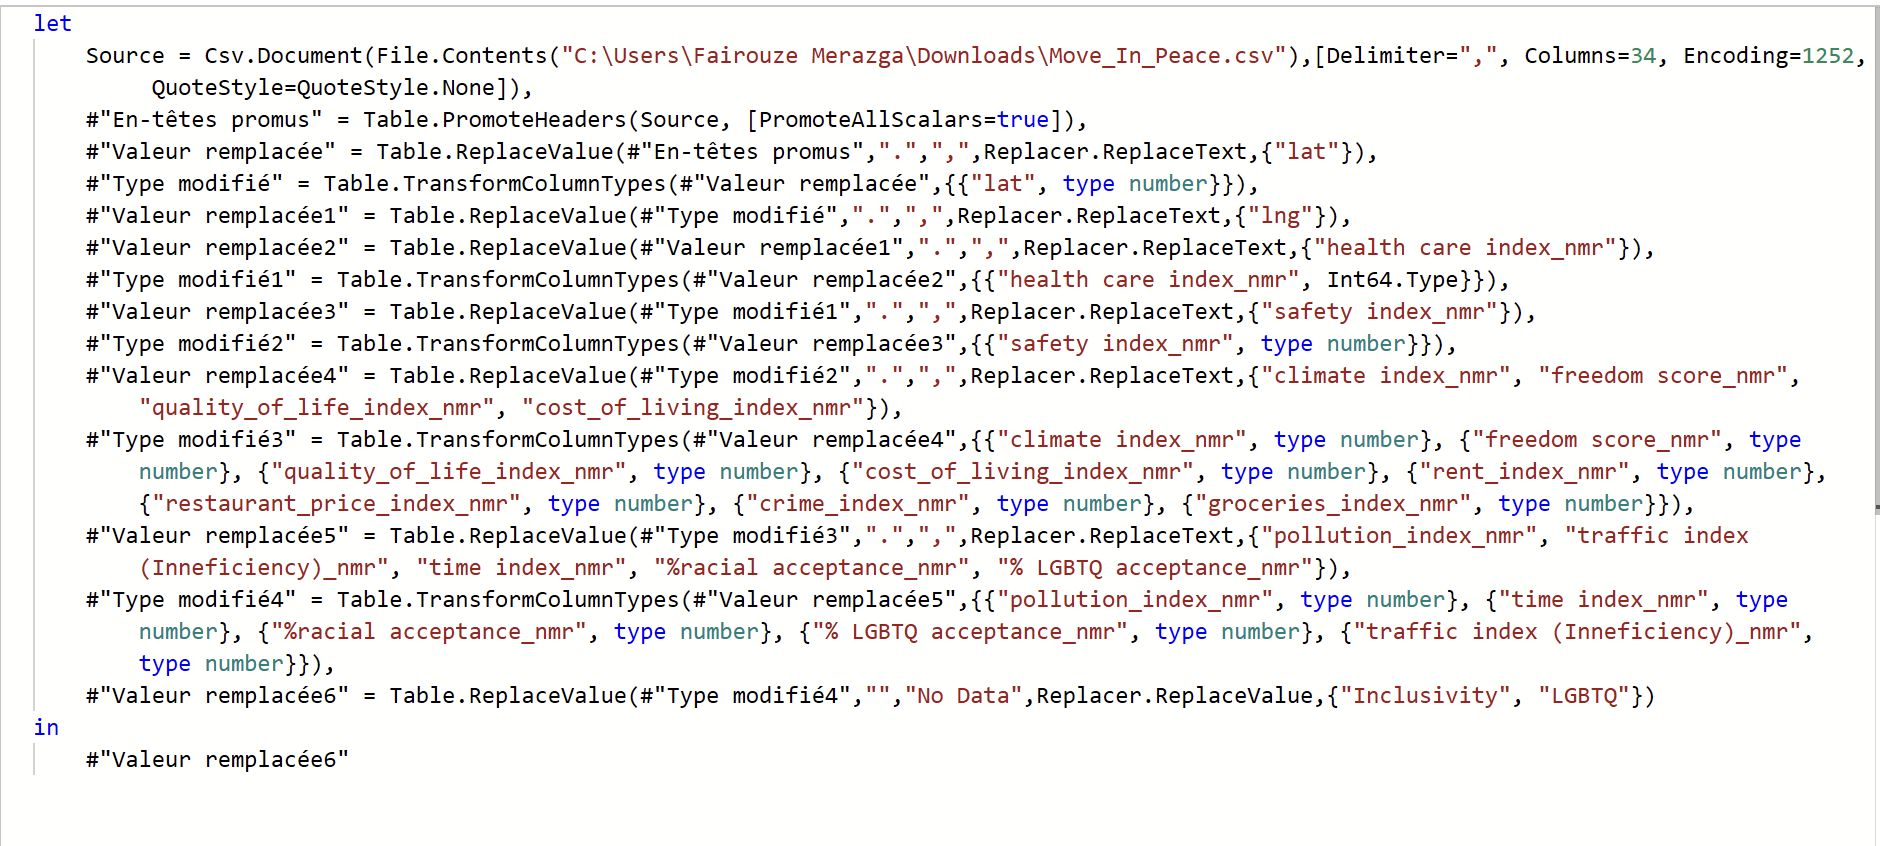 let
Source = Csv.Document(File.Contents("C:\Users\Fairouze Merazga\Downloads\Move_In_Peace.csv"),[Delimiter=",", Columns=34, Encoding=1252,
QuoteStyle=QuoteStyle.None]),
#"En-têtes promus" = Table.PromoteHeaders(Source, [PromoteAllScalars=true]),
#"Valeur remplacée" = Table.ReplaceValue(#"En-têtes promus",".",",",Replacer.ReplaceText,{"lat"}),
#"Type modifié" = Table.TransformColumnTypes(#"Valeur remplacée",{{"lat", type number}}),
#"Valeur remplacée1" = Table.ReplaceValue(#"Type modifié",".",",",Replacer.ReplaceText,{"lng"}),
#"Valeur remplacée2" = Table.ReplaceValue(#"Valeur remplacée1",".",",",Replacer.ReplaceText,{"health care index_nmr"}),
#"Type modifié1" = Table.TransformColumnTypes(#"Valeur remplacée2",{{"health care index_nmr", Int64.Type}}),
#"Valeur remplacée3" = Table.ReplaceValue(#"Type modifié1",".",",",Replacer.ReplaceText,{"safety index_nmr"}),
#"Type modifié2" = Table.TransformColumnTypes(#"Valeur remplacée3",{{"safety index_nmr", type number}}),
#"Valeur remplacée4" = Table.ReplaceValue(#"Type modifié2",".",",",Replacer.ReplaceText,{"climate index_nmr", "freedom score_nmr",
"quality_of_life_index_nmr", "cost_of_living_index_nmr"}),
#"Type modifié3" = Table.TransformColumnTypes(#"Valeur remplacée4",{{"climate index_nmr", type number}, {"freedom score_nmr", type
number}, {"quality_of_life_index_nmr", type number}, {"cost_of_living_index_nmr", type number}, {"rent_index_nmr", type number},
{"restaurant_price_index_nmr", type number}, {"crime_index_nmr", type number}, {"groceries_index_nmr", type number}}),
#"Valeur remplacée5" = Table.ReplaceValue(#"Type modifié3",".",",",Replacer.ReplaceText,{"pollution_index_nmr", "traffic index
(Inneficiency)_nmr", "time index_nmr", "%racial acceptance_nmr", "% LGBTQ acceptance_nmr"}),
#"Type modifié4" = Table.TransformColumnTypes(#"Valeur remplacée5",{{"pollution_index_nmr", type number}, {"time index_nmr", type
number}, {"%racial acceptance_nmr", type number}, {"% LGBTQ acceptance_nmr", type number}, {"traffic index (Inneficiency)_nmr",
type number}}),
#"Valeur remplacée6" = Table.ReplaceValue(#"Type modifié4","","No Data",Replacer.ReplaceValue,{"Inclusivity", "LGBTQ"})
in
#"Valeur remplacée6"